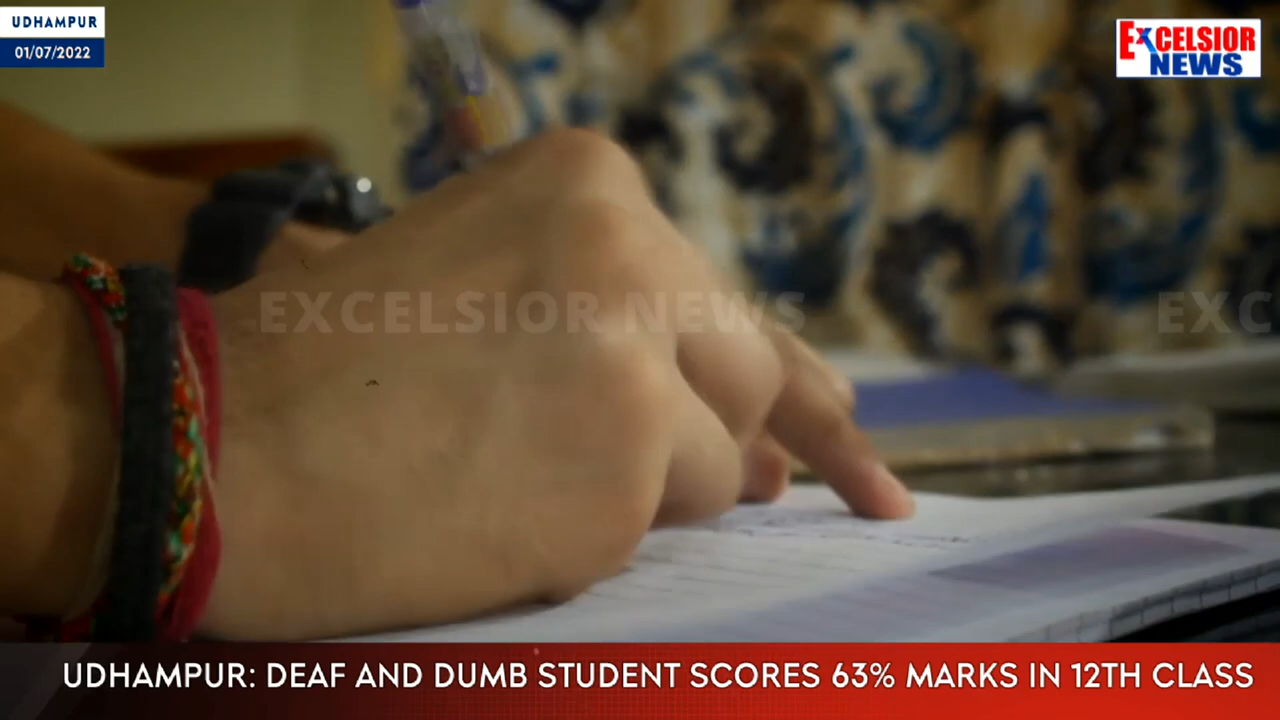 UDHAMPUR
01/07/2022
EXCELSIOR
NEWS
EXCELSIOR NEWS
EXC
UDHAMPUR: DEAF AND DUMB STUDENT SCORES 63% MARKS IN 12TH CLASS